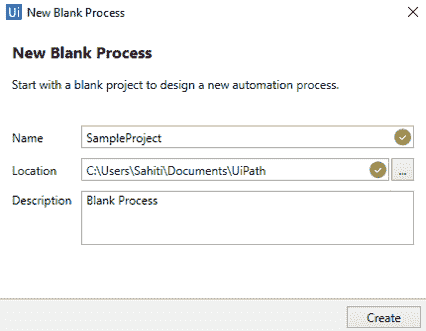 Ui New Blank Process
New Blank Process
Start with a blank project to design a new automation process.
Name SampleProject
Location C:\Users\Sahiti\Documents\UiPath ...
Description Blank Process
Create